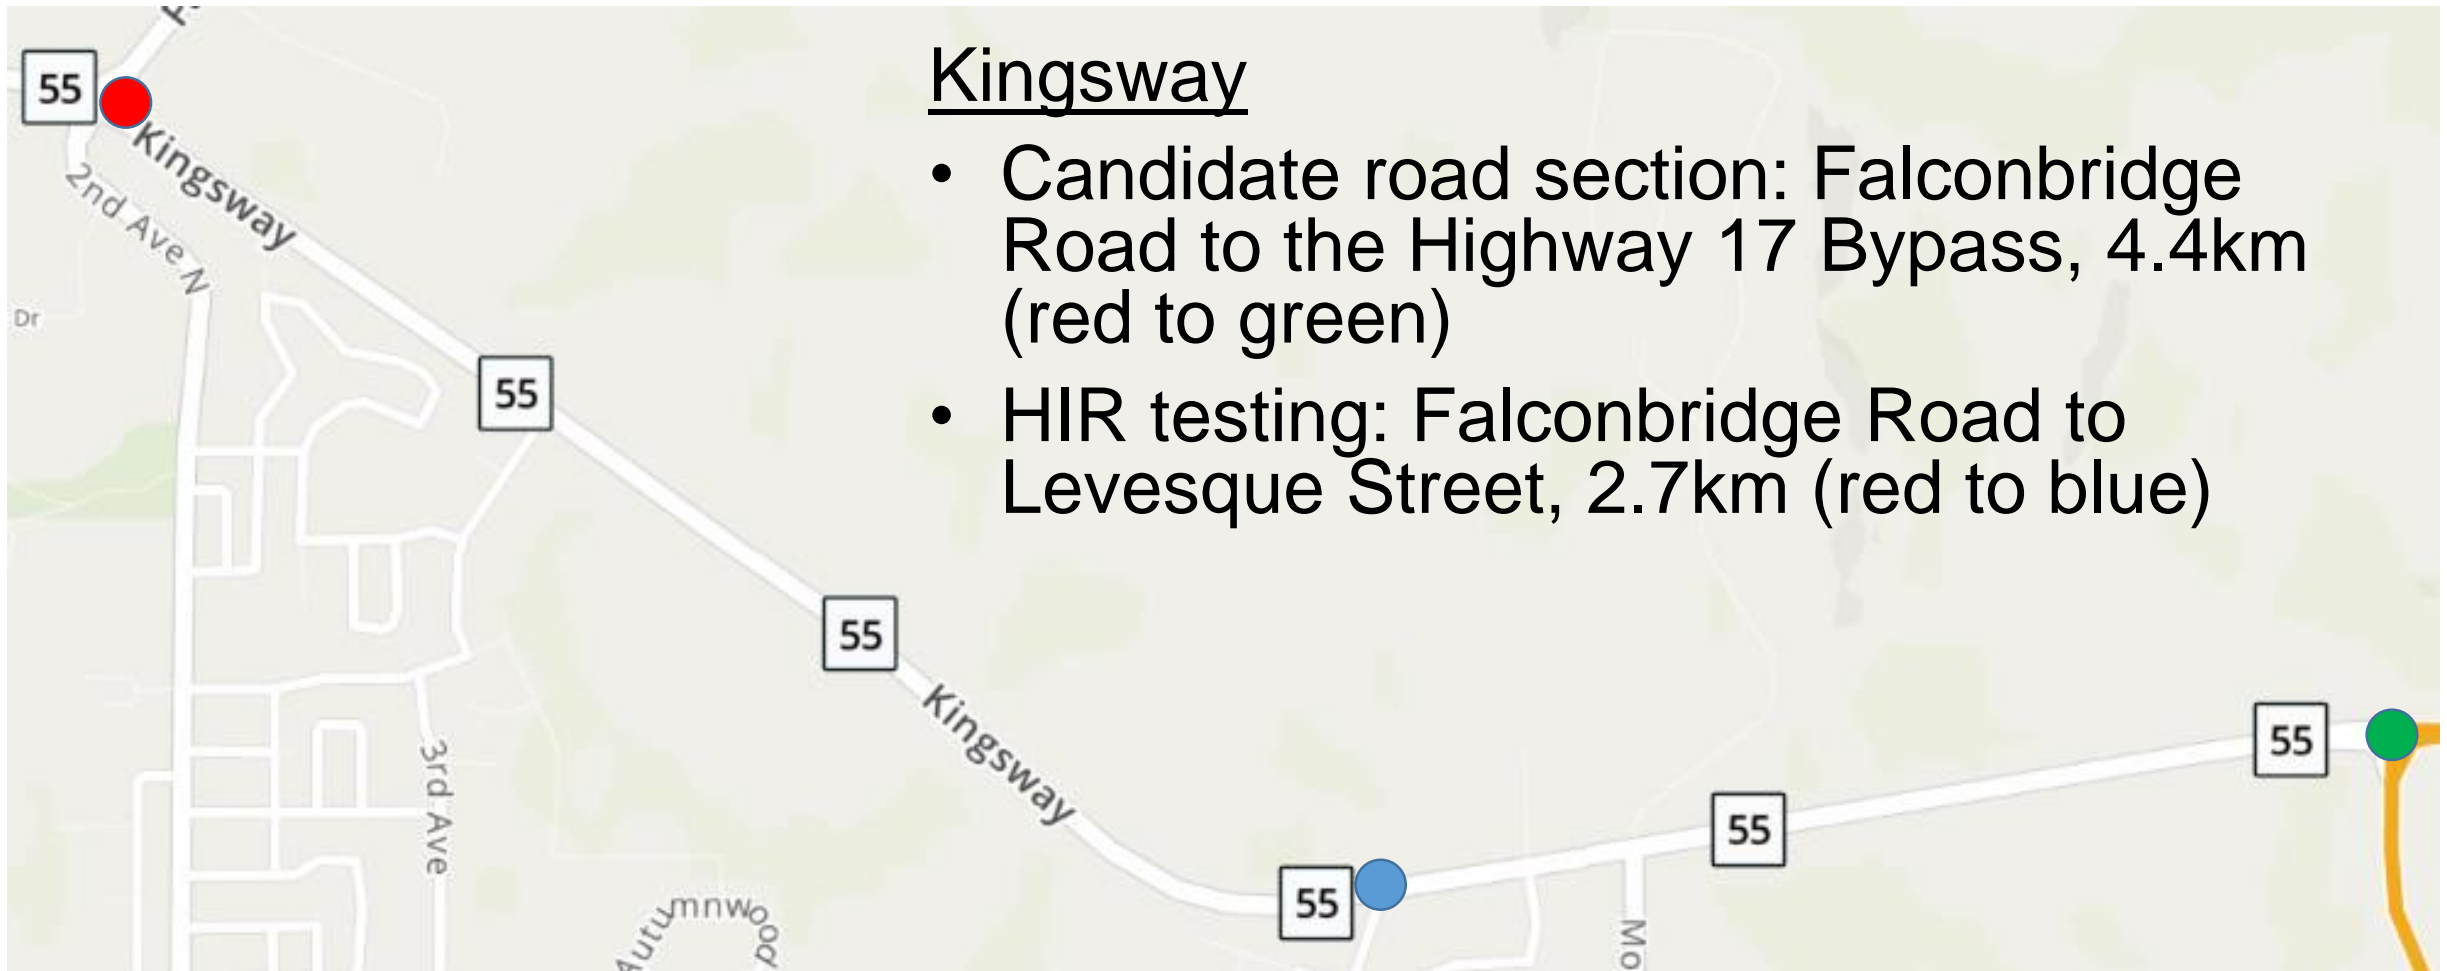 Kingsway
• Candidate road section: Falconbridge
Road to the Highway 17 Bypass, 4.4km
(red to green)
• HIR testing: Falconbridge Road to
Levesque Street, 2.7km (red to blue)
55
Kingsway
2nd Ave N
Dr
55
55
Kingsway
3rd Ave
55
55
55
Autumnwood
Mo